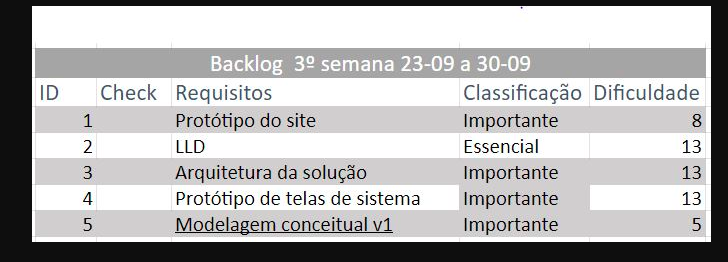 Backlog 3º semana 23-09 a 30-09
ID Check Requisitos Classificação Dificuldade
1 Protótipo do site Importante 8
2 LLD Essencial 13
3 Arquitetura da solução Importante 13
4 Protótipo de telas de sistema Importante 13
5 Modelagem conceitual v1 Importante 5